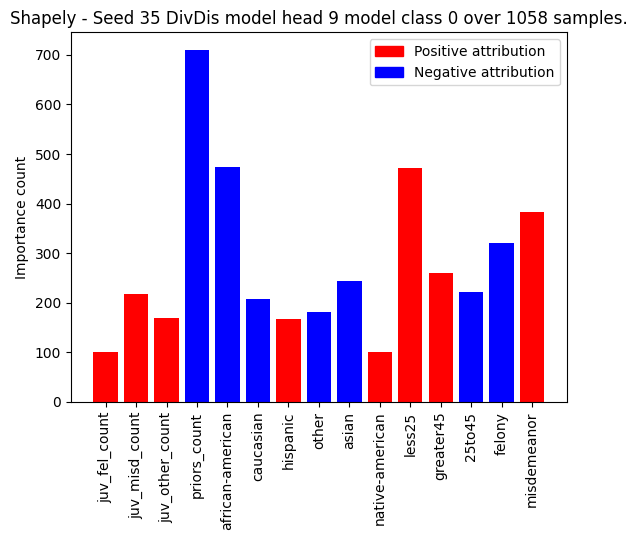 Shapely - Seed 35 DivDis model head 9 model class 0 over 1058 samples.
Positive attribution
Negative attribution
Importance count
700
600
500
400
300
200
100
0
juv_fel_count
juv_misd_count
juv_other_count
priors_count
african-american
caucasian
hispanic
other
asian
native-american
less25
greater45
25to45
felony
misdemeanor